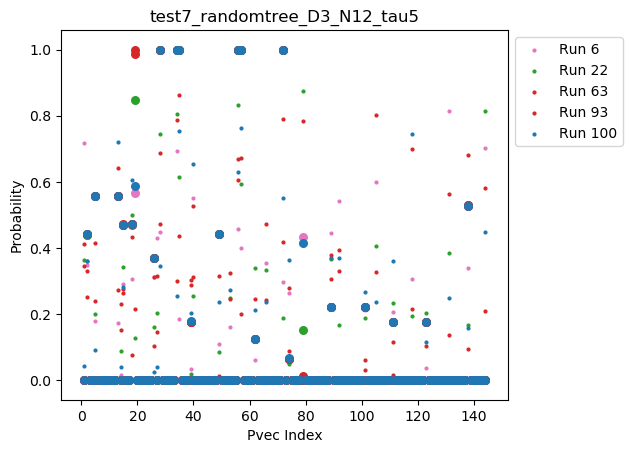 test7_randomtree_D3_N12_tau5
Probability
1.0
0.8
0.6
0.4
0.2
0.0
0 20 40 60 80 100 120 140
Pvec Index
Run 6
Run 22
Run 63
Run 93
Run 100